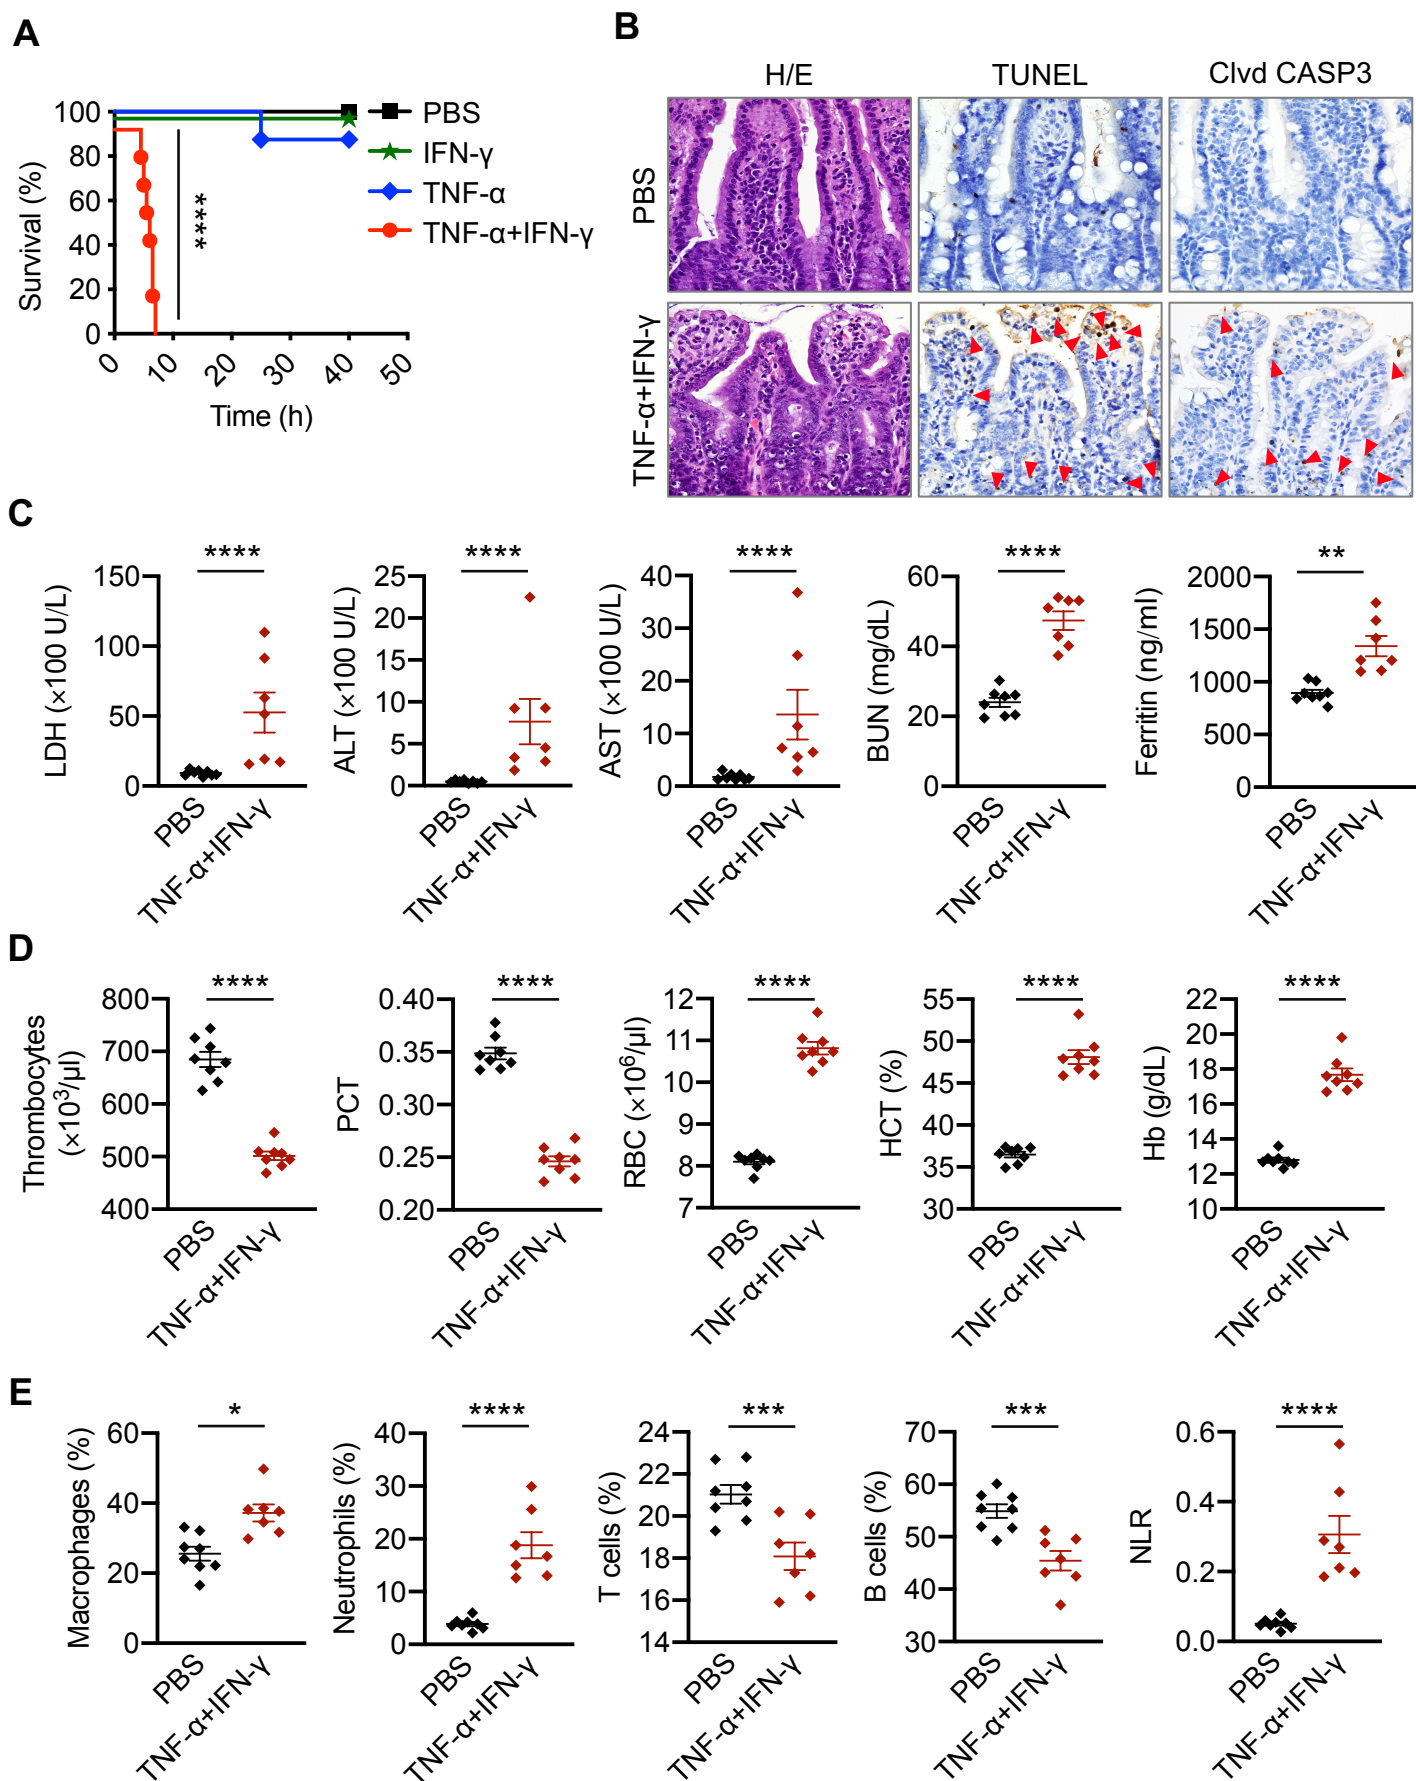 A
100
80
60
40
20
0
Survival (%)
0
10
20
30
40
50
Time (h)
****
PBS
IFN-γ
TNF-α
TNF-α+IFN-γ
B
H/E
TUNEL
Clvd CASP3
PBS
TNF-α+IFN-γ
C
LDH (×100 U/L)
150
100
50
0
****
PBS
TNF-α+IFN-γ
ALT (×100 U/L)
25
20
15
10
5
0
****
PBS
TNF-α+IFN-γ
AST (×100 U/L)
40
30
20
10
0
****
PBS
TNF-α+IFN-γ
BUN (mg/dL)
60
40
20
0
****
PBS
TNF-α+IFN-γ
Ferritin (ng/ml)
2000
1500
1000
500
0
**
PBS
TNF-α+IFN-γ
D
Thrombocytes
(×10³/µl)
800
700
600
500
400
****
PBS
TNF-α+IFN-γ
PCT
0.40
0.35
0.30
0.25
0.20
****
PBS
TNF-α+IFN-γ
RBC (×10⁶/µl)
12
11
10
9
8
7
****
PBS
TNF-α+IFN-γ
HCT (%)
55
50
45
40
35
30
****
PBS
TNF-α+IFN-γ
Hb (g/dL)
22
20
18
16
14
12
10
****
PBS
TNF-α+IFN-γ
E
Macrophages (%)
60
40
20
0
*
PBS
TNF-α+IFN-γ
Neutrophils (%)
40
30
20
10
0
****
PBS
TNF-α+IFN-γ
T cells (%)
24
22
20
18
16
14
***
PBS
TNF-α+IFN-γ
B cells (%)
70
60
50
40
30
***
PBS
TNF-α+IFN-γ
NLR
0.6
0.4
0.2
0.0
****
PBS
TNF-α+IFN-γ